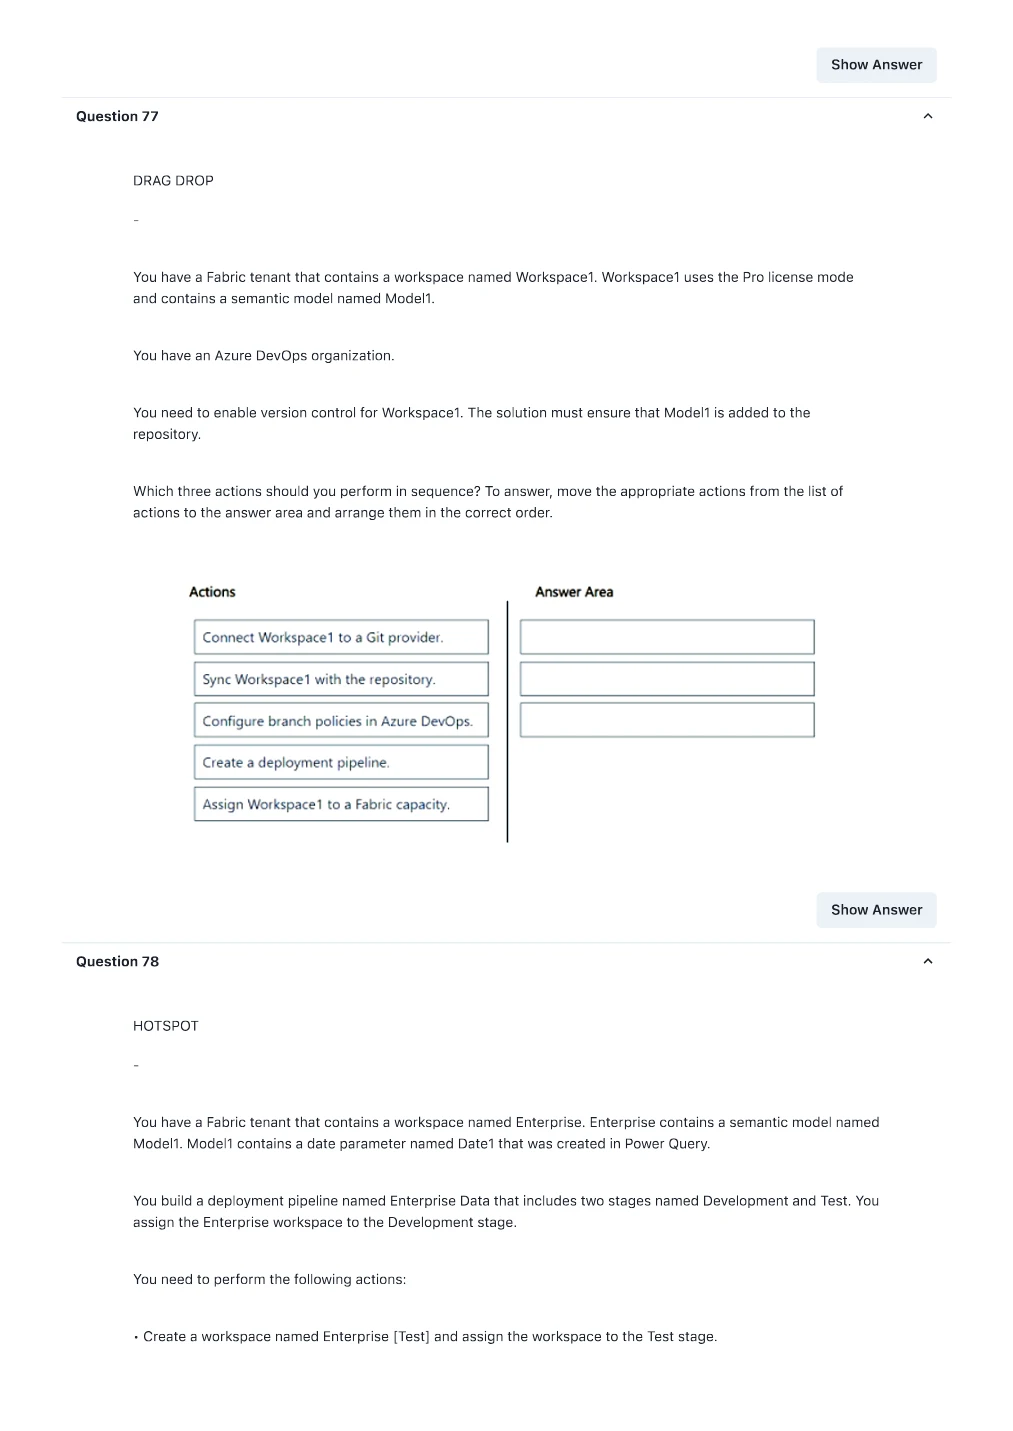 Show Answer
Question 77
DRAG DROP
-
You have a Fabric tenant that contains a workspace named Workspace1. Workspace1 uses the Pro license mode
and contains a semantic model named Model1.
You have an Azure DevOps organization.
You need to enable version control for Workspace1. The solution must ensure that Model1 is added to the
repository.
Which three actions should you perform in sequence? To answer, move the appropriate actions from the list of
actions to the answer area and arrange them in the correct order.
Actions
Connect Workspace1 to a Git provider.
Sync Workspace1 with the repository.
Configure branch policies in Azure DevOps.
Create a deployment pipeline.
Assign Workspace1 to a Fabric capacity.
Answer Area
Show Answer
Question 78
HOTSPOT
-
You have a Fabric tenant that contains a workspace named Enterprise. Enterprise contains a semantic model named
Model1. Model1 contains a date parameter named Date1 that was created in Power Query.
You build a deployment pipeline named Enterprise Data that includes two stages named Development and Test. You
assign the Enterprise workspace to the Development stage.
You need to perform the following actions:
• Create a workspace named Enterprise [Test] and assign the workspace to the Test stage.